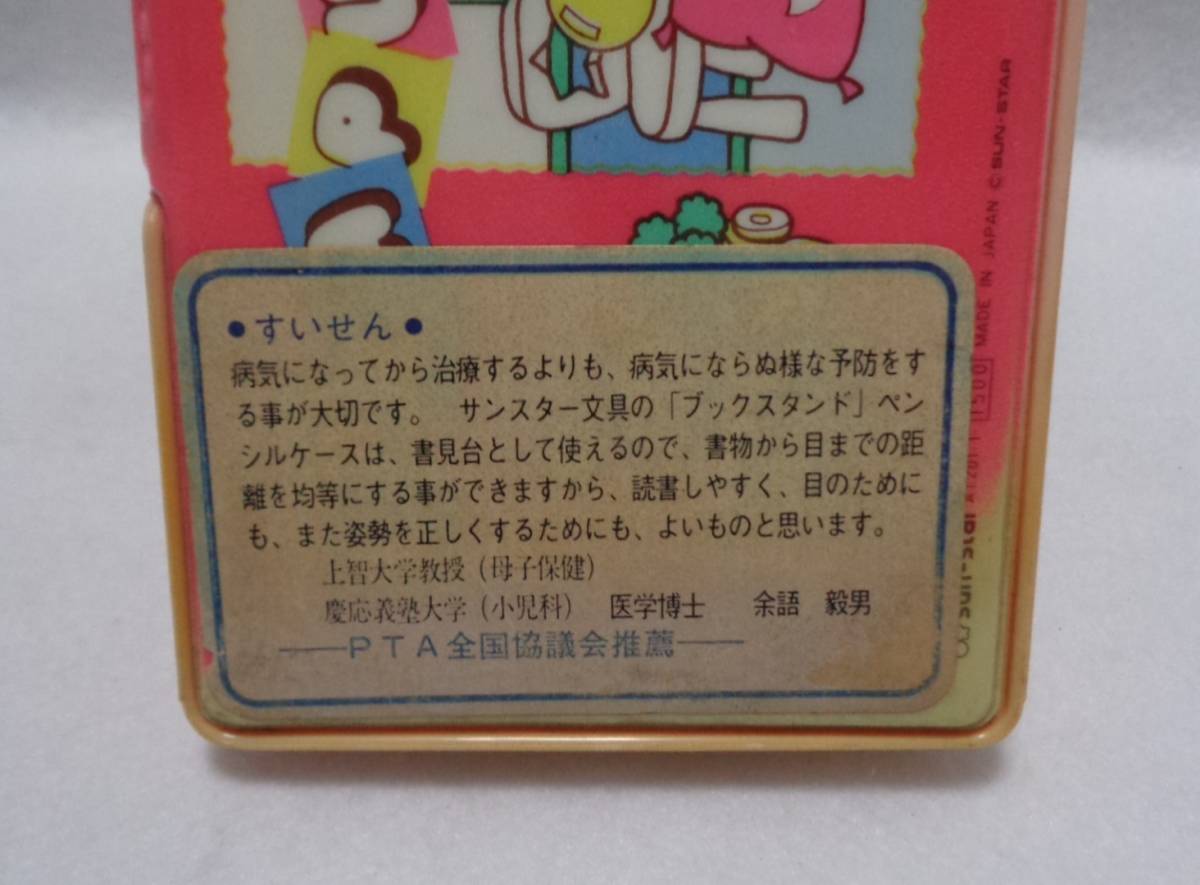 ●すいせん●
病気になってから治療するよりも、病気にならぬ様な予防をす
る事が大切です。　サンスター文具の「ブックスタンド」ペン
シルケースは、書見台として使えるので、書物から目までの距
離を均等にする事ができますから、読書しやすく、目のために
も、また姿勢を正しくするためにも、よいものと思います。
上智大学教授（母子保健）
慶応義塾大学（小児科）　医学博士　余語　毅男
PTA全国協議会推薦
1500 MADE IN JAPAN © SUN-STAR